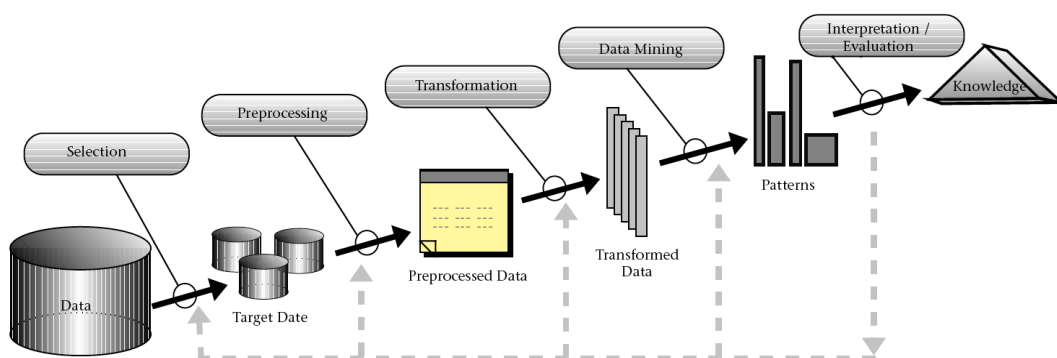 Interpretation /
Evaluation
Data Mining
Transformation
Preprocessing
Selection
Knowledge
Patterns
Transformed
Data
Preprocessed Data
Target Date
Data